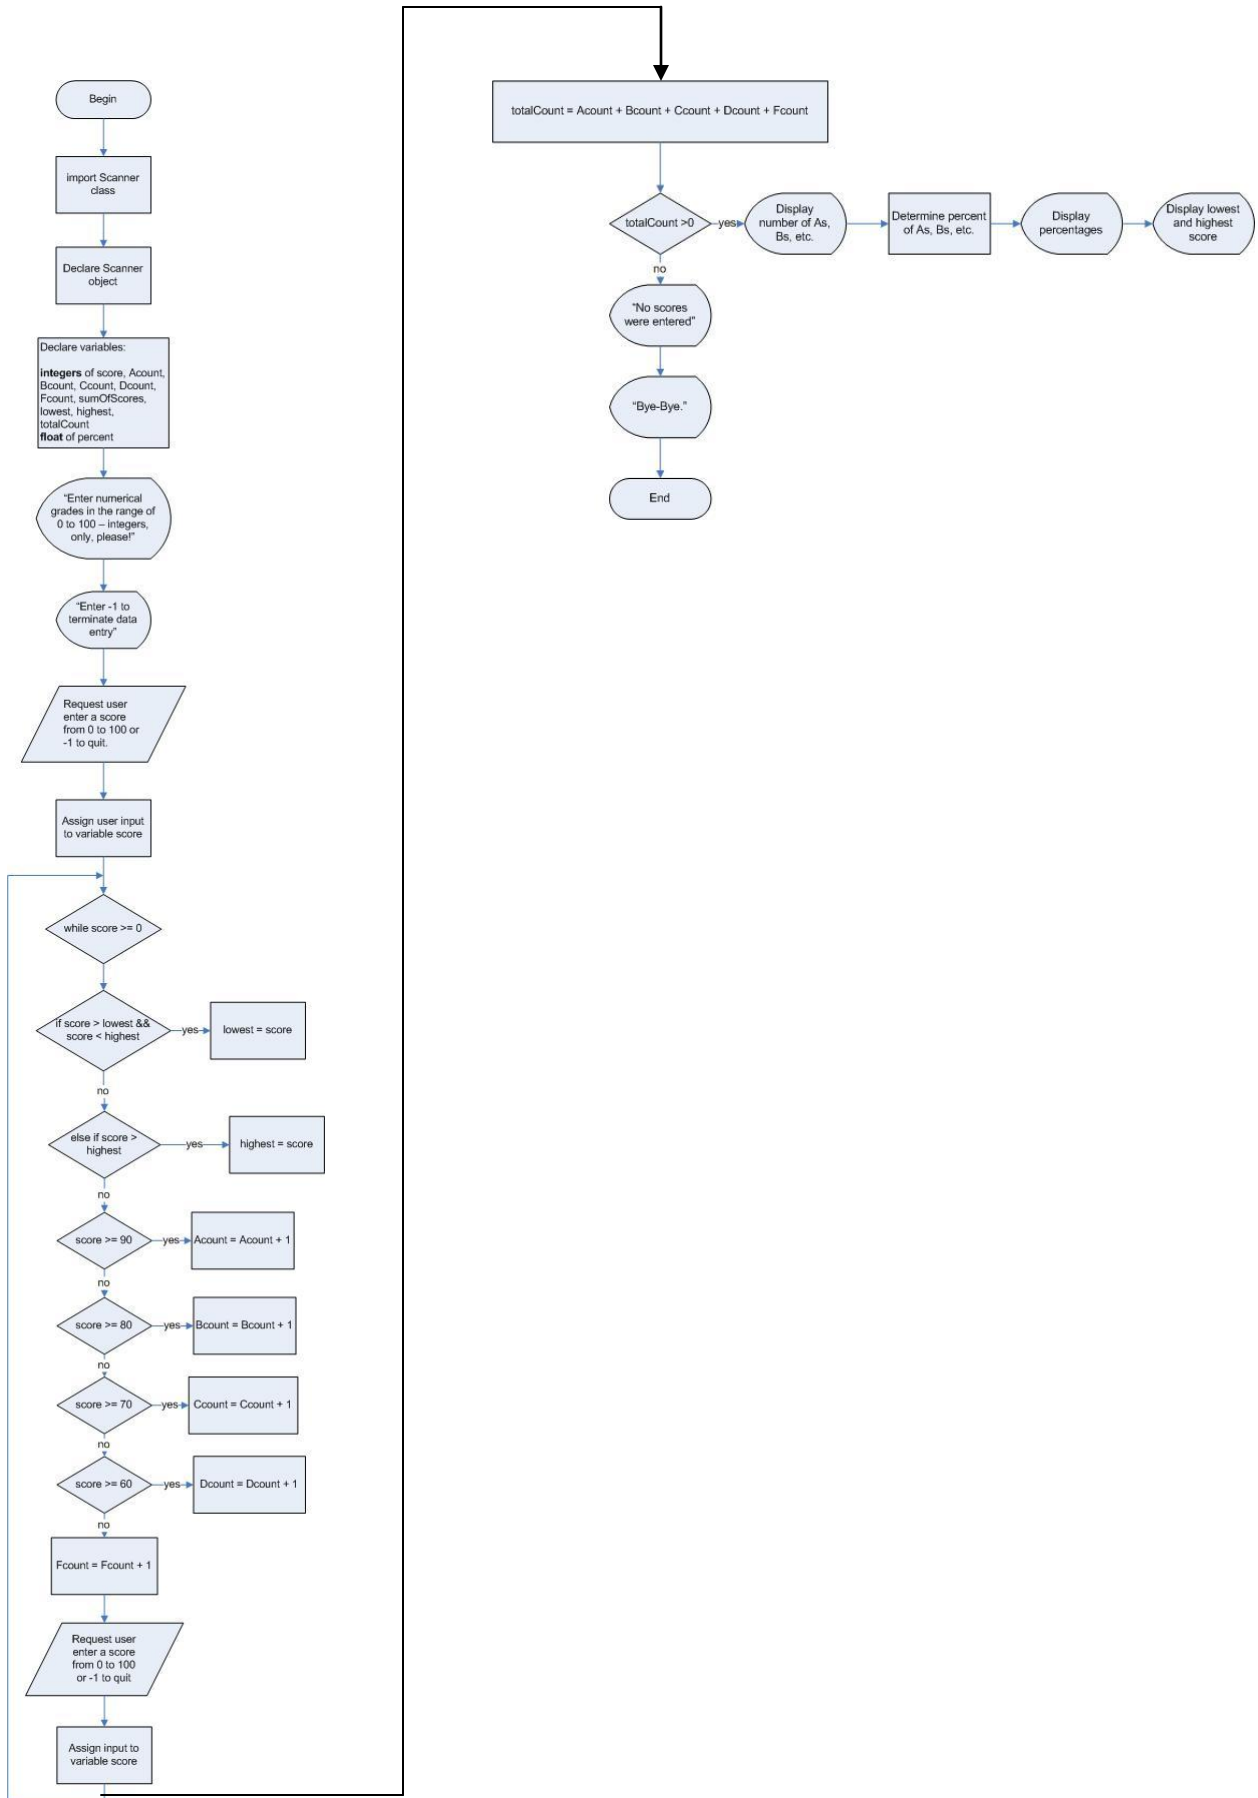 Begin
import Scanner
class
Declare Scanner
object
Declare variables:
integers of score, Acount,
Bcount, Ccount, Dcount,
Fcount, sumOfScores,
lowest, highest,
totalCount
float of percent
“Enter numerical
grades in the range of
0 to 100 – integers,
only, please!”
“Enter -1 to
terminate data
entry”
Request user
enter a score
from 0 to 100 or
-1 to quit.
Assign user input
to variable score
while score >= 0
if score > lowest &&
score < highest
yes
lowest = score
no
else if score >
highest
yes
highest = score
no
score >= 90
yes
Acount = Acount + 1
no
score >= 80
yes
Bcount = Bcount + 1
no
score >= 70
yes
Ccount = Ccount + 1
no
score >= 60
yes
Dcount = Dcount + 1
no
Fcount = Fcount + 1
Request user
enter a score
from 0 to 100
or -1 to quit
Assign input to
variable score
totalCount = Acount + Bcount + Ccount + Dcount + Fcount
totalCount >0
yes
Display
number of As,
Bs, etc.
Determine percent
of As, Bs, etc.
Display
percentages
Display lowest
and highest
score
no
“No scores
were entered”
“Bye-Bye.”
End